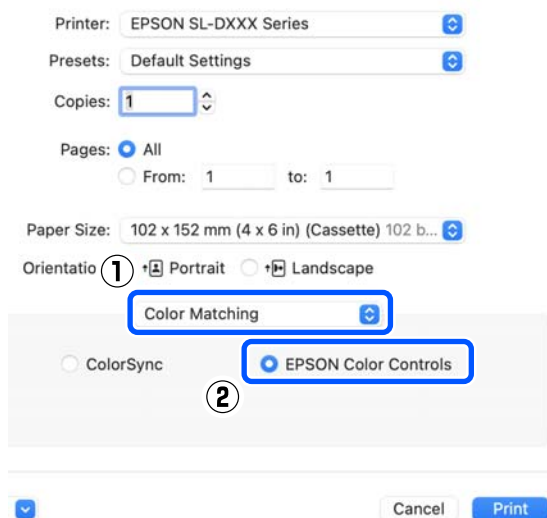 Printer: EPSON SL-DXXX Series
Presets: Default Settings
Copies: 1
Pages: All
From: 1 to: 1
Paper Size: 102 x 152 mm (4 x 6 in) (Cassette) 102 b...
Orientatio ① Portrait Landscape
Color Matching
ColorSync EPSON Color Controls
②
Cancel Print